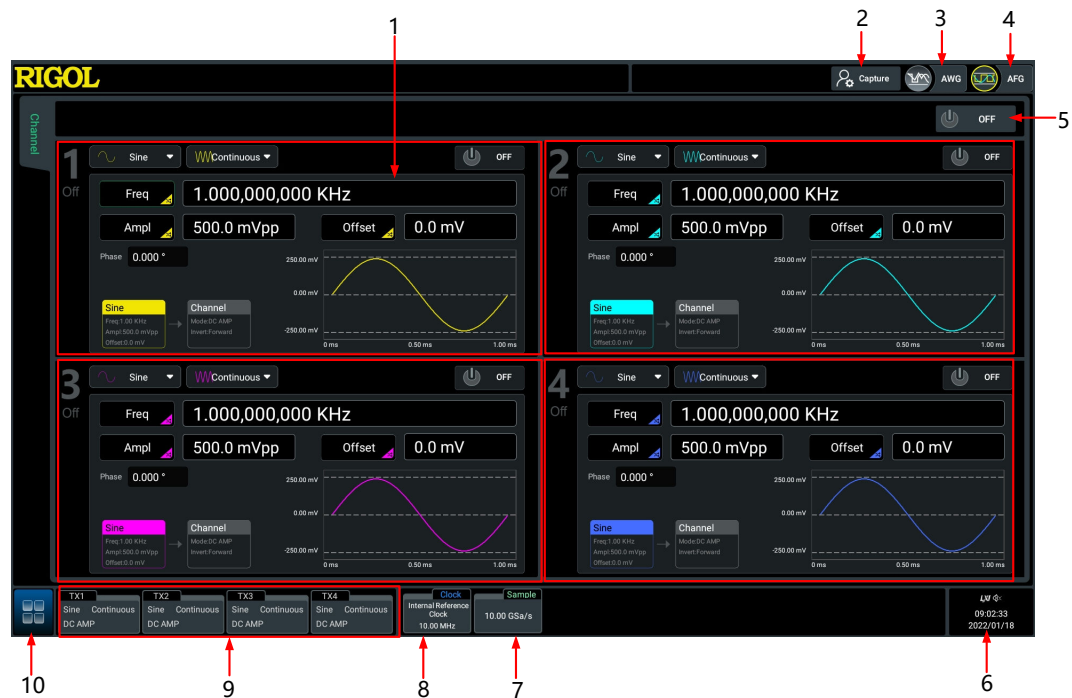 1
2
3
4
RIGOL
Capture
AWG
AFG
Channel
OFF
5
1
Off
Sine
Continuous
OFF
Freq
1.000,000,000 KHz
Ampl
500.0 mVpp
Offset
0.0 mV
Phase
0.000 °
250.00 mV
0.00 mV
-250.00 mV
0 ms
0.50 ms
1.00 ms
Sine
Freq:1.00 KHz
Ampl:500.0 mVpp
Offset:0.0 mV
Channel
Mode:DC AMP
Invert:Forward
2
Off
Sine
Continuous
OFF
Freq
1.000,000,000 KHz
Ampl
500.0 mVpp
Offset
0.0 mV
Phase
0.000 °
250.00 mV
0.00 mV
-250.00 mV
0 ms
0.50 ms
1.00 ms
Sine
Freq:1.00 KHz
Ampl:500.0 mVpp
Offset:0.0 mV
Channel
Mode:DC AMP
Invert:Forward
3
Off
Sine
Continuous
OFF
Freq
1.000,000,000 KHz
Ampl
500.0 mVpp
Offset
0.0 mV
Phase
0.000 °
250.00 mV
0.00 mV
-250.00 mV
0 ms
0.50 ms
1.00 ms
Sine
Freq:1.00 KHz
Ampl:500.0 mVpp
Offset:0.0 mV
Channel
Mode:DC AMP
Invert:Forward
4
Off
Sine
Continuous
OFF
Freq
1.000,000,000 KHz
Ampl
500.0 mVpp
Offset
0.0 mV
Phase
0.000 °
250.00 mV
0.00 mV
-250.00 mV
0 ms
0.50 ms
1.00 ms
Sine
Freq:1.00 KHz
Ampl:500.0 mVpp
Offset:0.0 mV
Channel
Mode:DC AMP
Invert:Forward
TX1
Sine Continuous
DC AMP
TX2
Sine Continuous
DC AMP
TX3
Sine Continuous
DC AMP
TX4
Sine Continuous
DC AMP
Clock
Internal Reference
Clock
10.00 MHz
Sample
10.00 GSa/s
LXI
09:02:33
2022/01/18
10
9
8
7
6